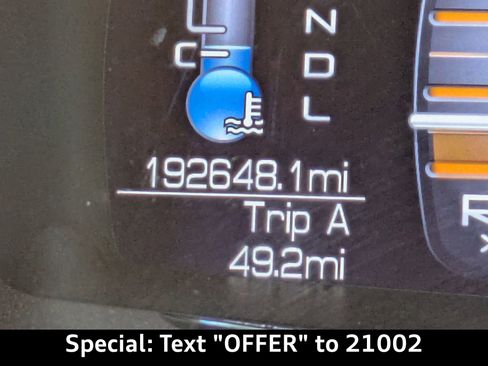 N
C
D
L
192648.1mi
Trip A
49.2mi
R
Special: Text "OFFER" to 21002